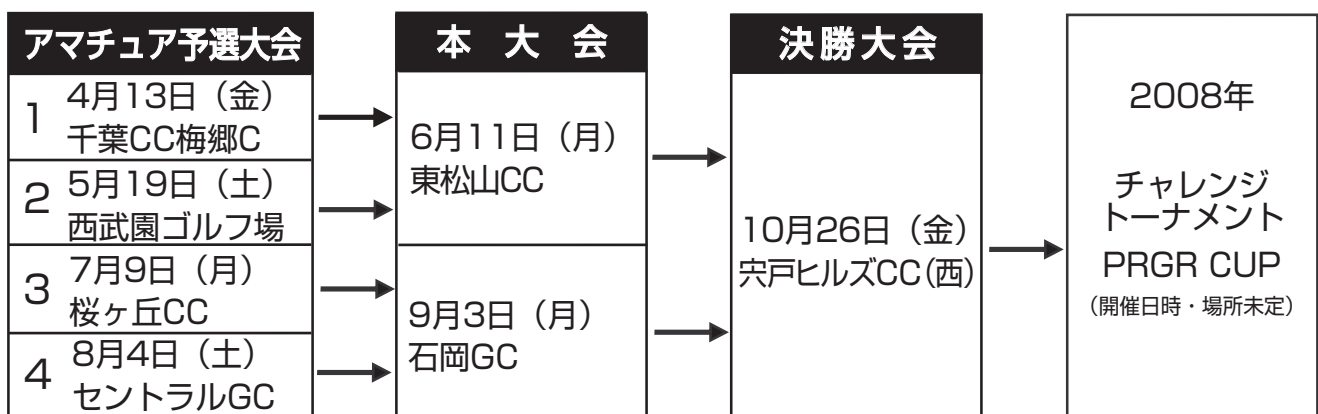 アマチュア予選大会
1
4月13日（金）
千葉CC梅郷C
2
5月19日（土）
西武園ゴルフ場
3
7月9日（月）
桜ヶ丘CC
4
8月4日（土）
セントラルGC
本大会
6月11日（月）
東松山CC
9月3日（月）
石岡GC
決勝大会
10月26日（金）
宍戸ヒルズCC（西）
2008年
チャレンジ
トーナメント
PRGR CUP
（開催日時・場所未定）